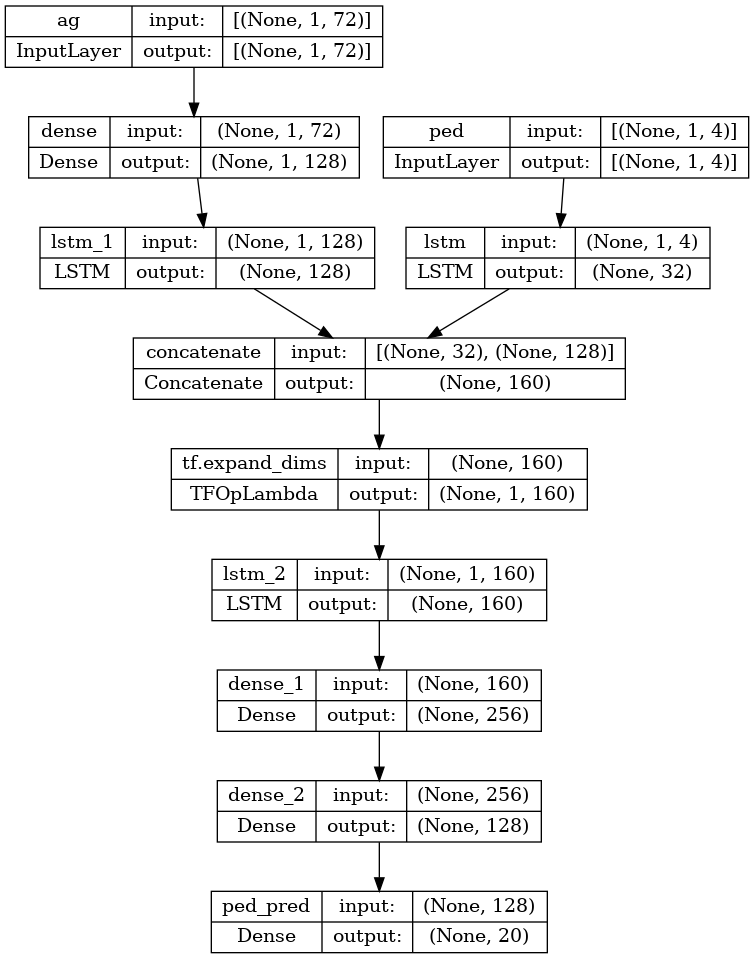 ag input: [(None, 1, 72)]
InputLayer output: [(None, 1, 72)]
dense input: (None, 1, 72)
Dense output: (None, 1, 128)
ped input: [(None, 1, 4)]
InputLayer output: [(None, 1, 4)]
lstm_1 input: (None, 1, 128)
LSTM output: (None, 128)
lstm input: (None, 1, 4)
LSTM output: (None, 32)
concatenate input: [(None, 32), (None, 128)]
Concatenate output: (None, 160)
tf.expand_dims input: (None, 160)
TFOpLambda output: (None, 1, 160)
lstm_2 input: (None, 1, 160)
LSTM output: (None, 160)
dense_1 input: (None, 160)
Dense output: (None, 256)
dense_2 input: (None, 256)
Dense output: (None, 128)
ped_pred input: (None, 128)
Dense output: (None, 20)